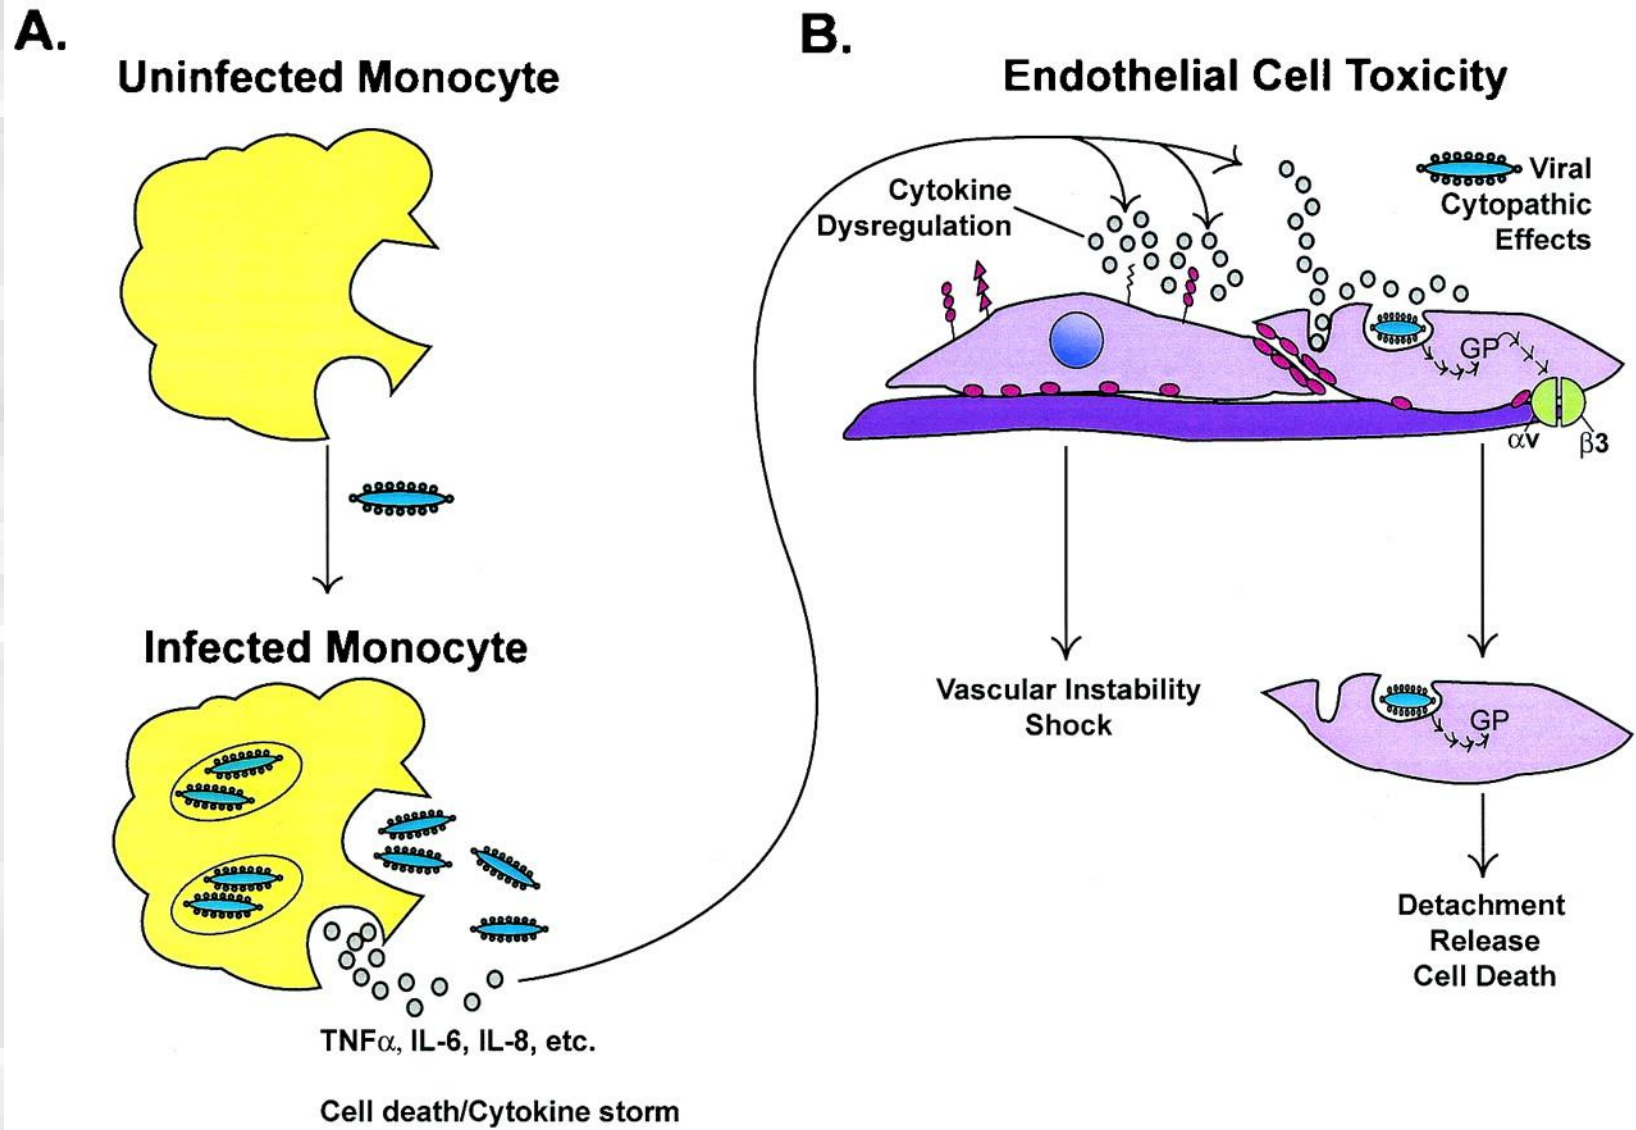 A.
Uninfected Monocyte
Infected Monocyte
TNFα, IL-6, IL-8, etc.
Cell death/Cytokine storm
B.
Endothelial Cell Toxicity
Cytokine
Dysregulation
Viral
Cytopathic
Effects
GP
αv
β3
Vascular Instability
Shock
GP
Detachment
Release
Cell Death